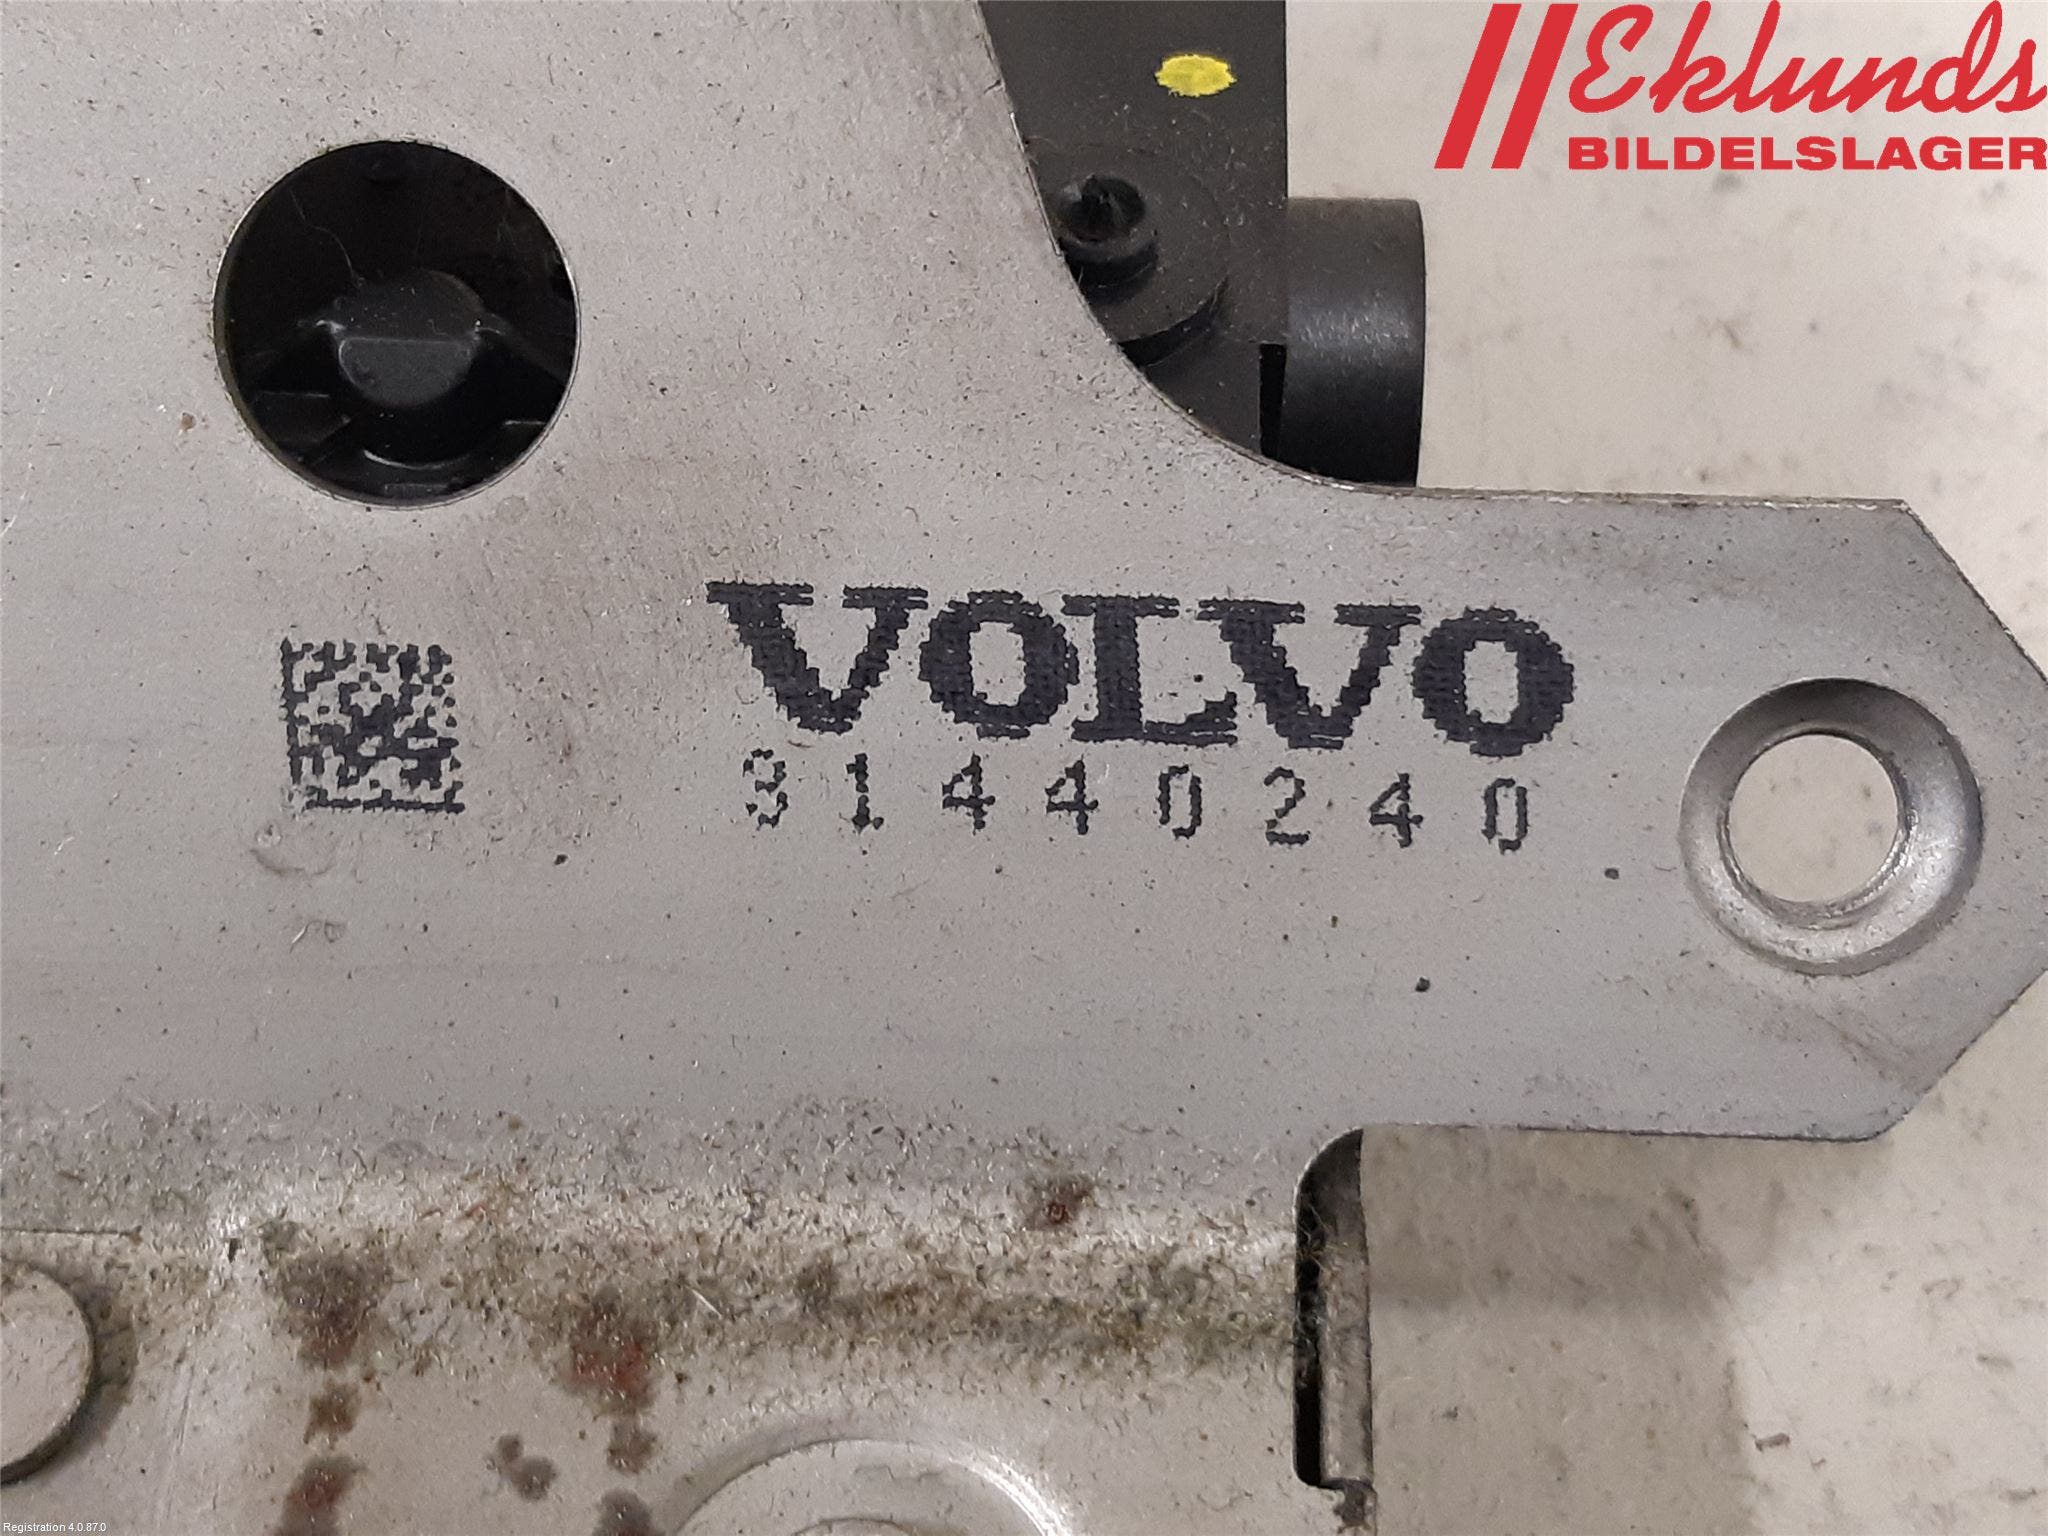 Eklunds
BILDELSLAGER
VOLVO
31440240
Registration 4.0.87.0